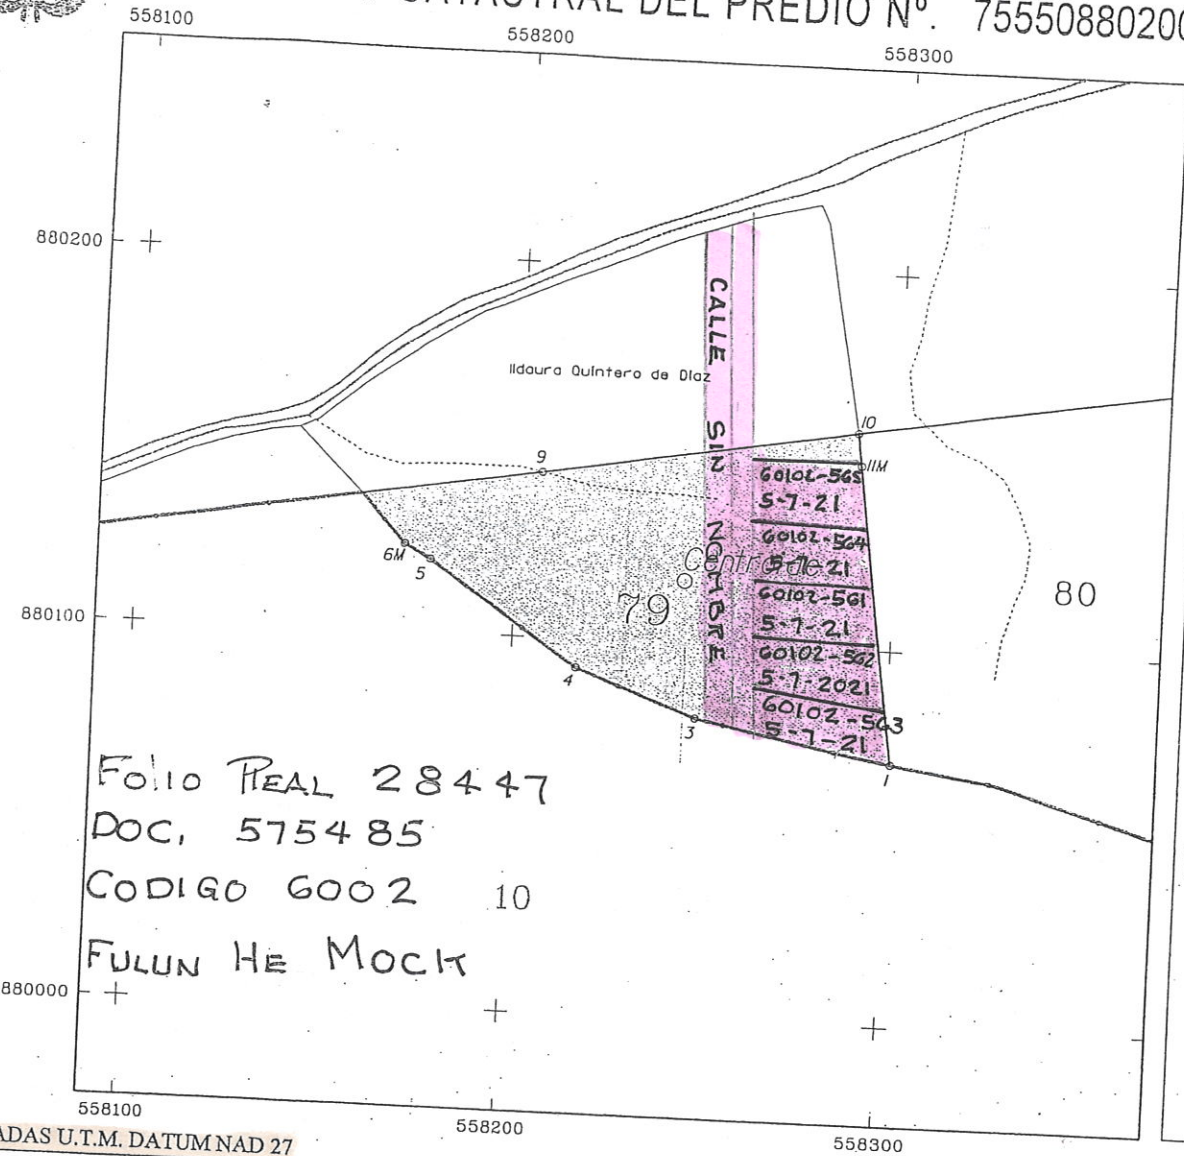 CATASTRAL DEL PREDIO Nº. 7555088020
558100
558200
558300
880200
Ildaura Quintero de Diaz
CALLE SIN NOMBRE
10
9
11M
60102-565
5-7-21
60102-564
5-7-21
60102-561
5-7-21
60102-562
5-7-2021
60102-563
5-7-21
6M
5
79
80
880100
4
3
1
Folio REAL 28447
DOC. 575485
CODIGO 6002
10
FULUN HE MOCK
880000
558100
558200
558300
ADAS U.T.M. DATUM NAD 27